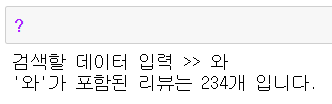 ?
검색할 데이터 입력 >> 와
'와'가 포함된 리뷰는 234개 입니다.